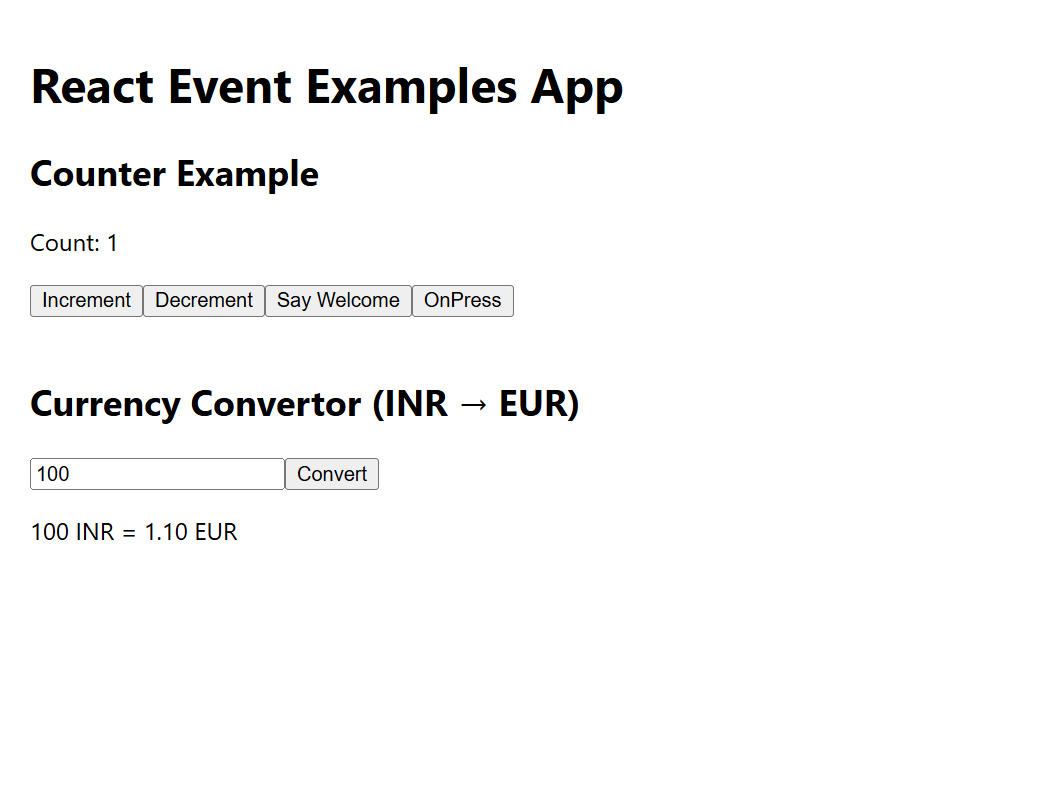 React Event Examples App
Counter Example
Count: 1
Increment Decrement Say Welcome OnPress
Currency Convertor (INR → EUR)
100 Convert
100 INR = 1.10 EUR